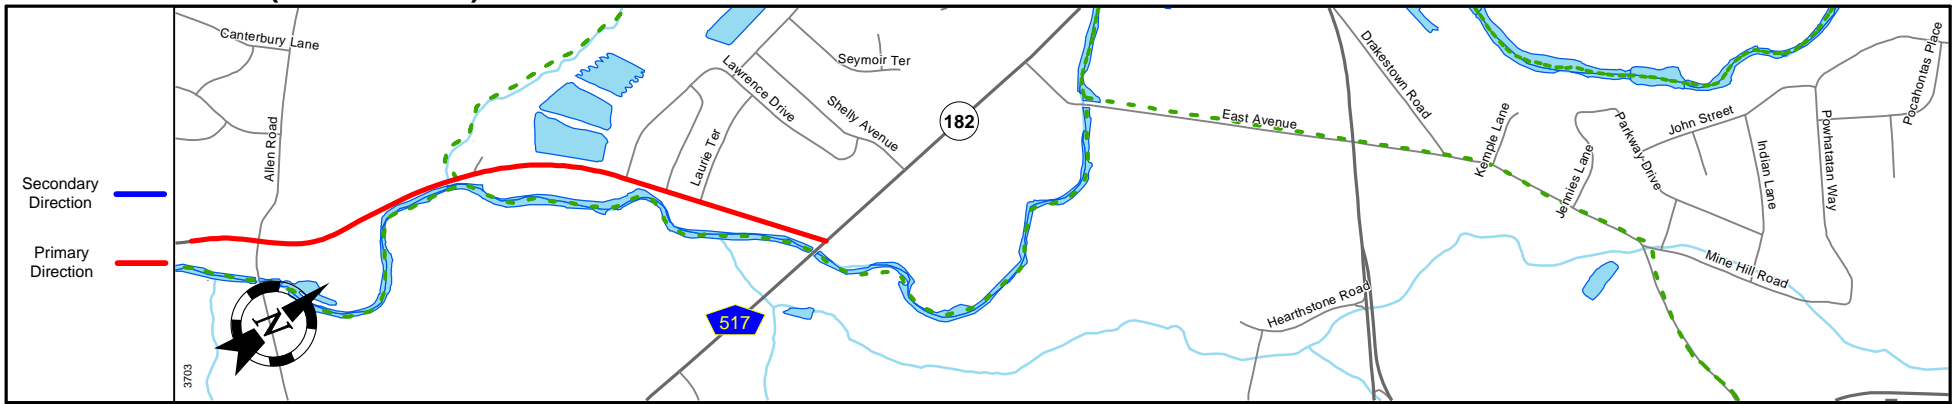 Canterbury Lane
Allen Road
Secondary
Direction
Primary
Direction
3703
N
Lawrence Drive
Seymoir Ter
Shelly Avenue
Laurie Ter
182
517
East Avenue
Drakestown Road
Kemple Lane
Jennies Lane
Parkway Drive
John Street
Indian Lane
Powhatatan Way
Pocahontas Place
Mine Hill Road
Hearthstone Road